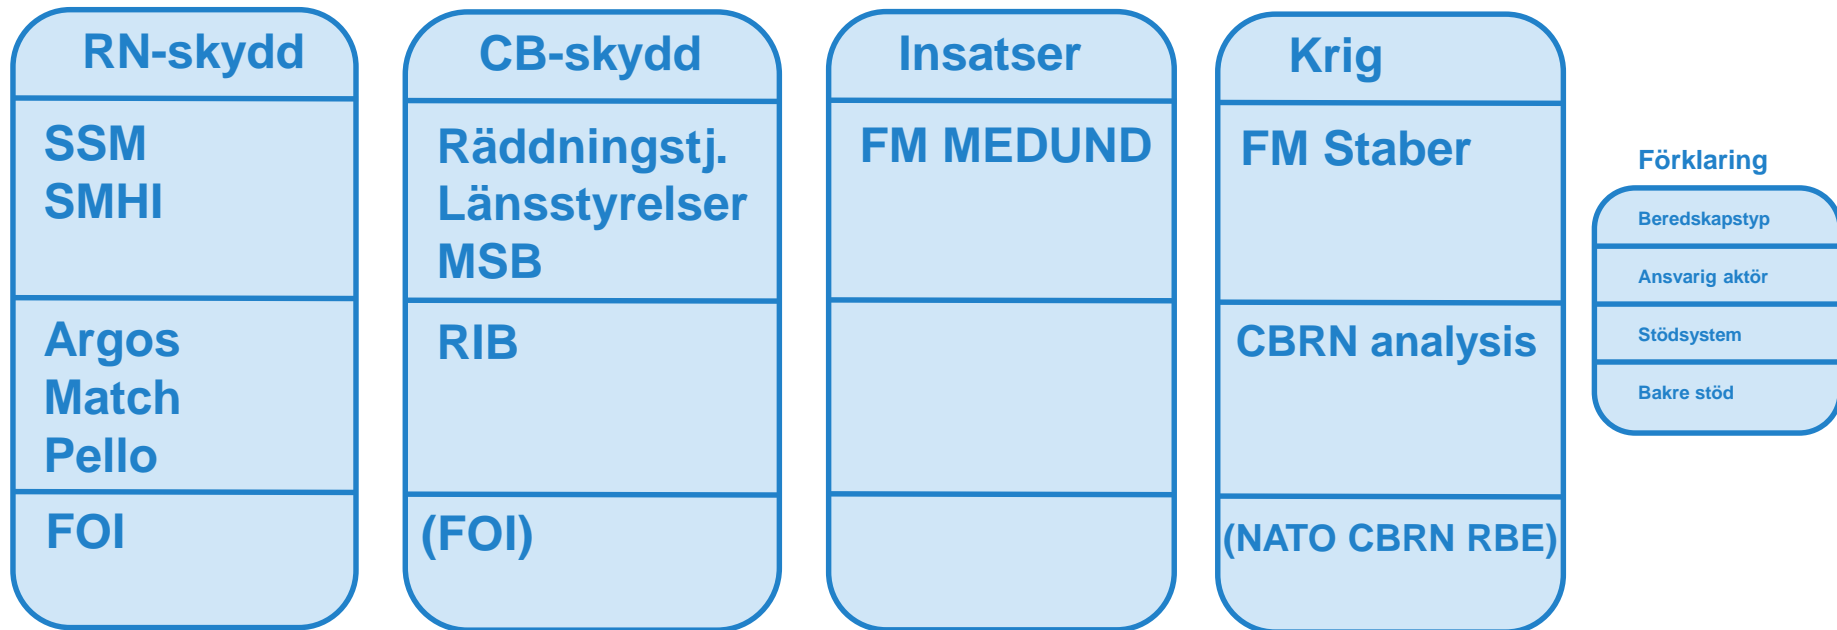 RN-skydd
SSM
SMHI
Argos
Match
Pello
FOI
CB-skydd
Räddningstj.
Länsstyrelser
MSB
RIB
(FOI)
Insatser
FM MEDUND
Krig
FM Staber
CBRN analysis
(NATO CBRN RBE)
Förklaring
Beredskapstyp
Ansvarig aktör
Stödsystem
Bakre stöd